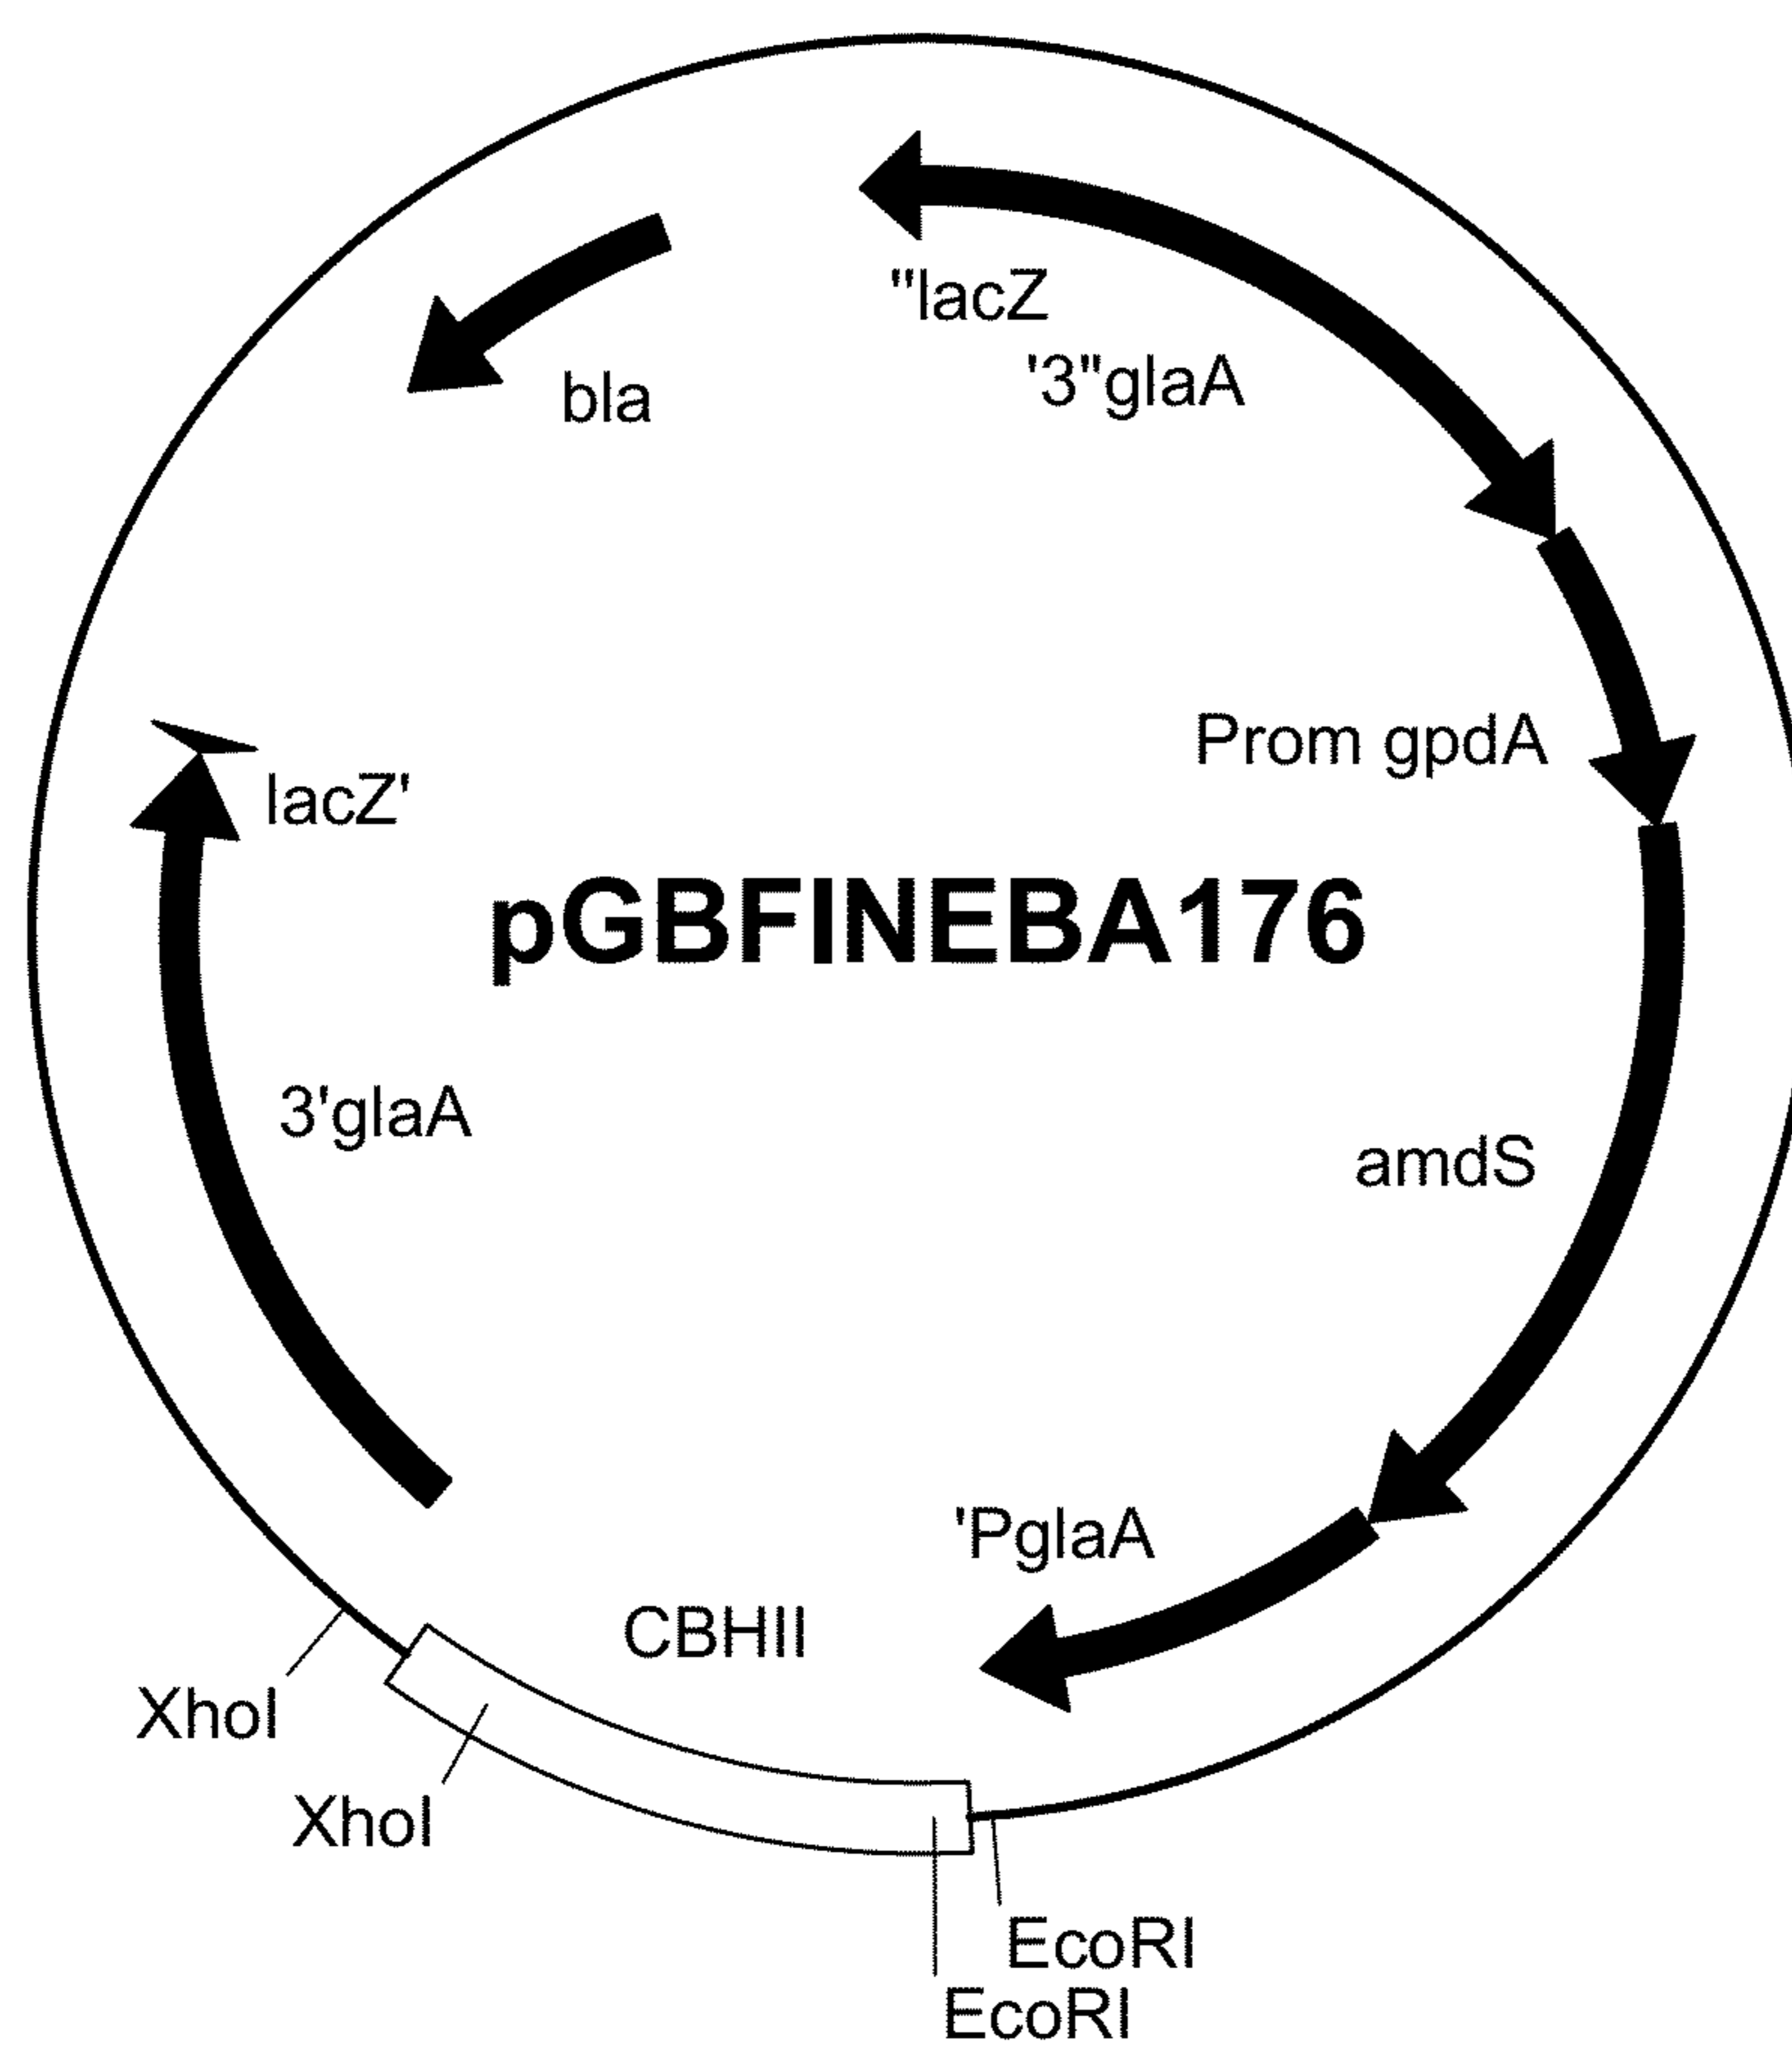 "lacZ
'3"glaA
bla
Prom gpdA
lacZ'
pGBFINEBA176
3'glaA
amdS
'PglaA
CBHII
XhoI
XhoI
EcoRI
EcoRI